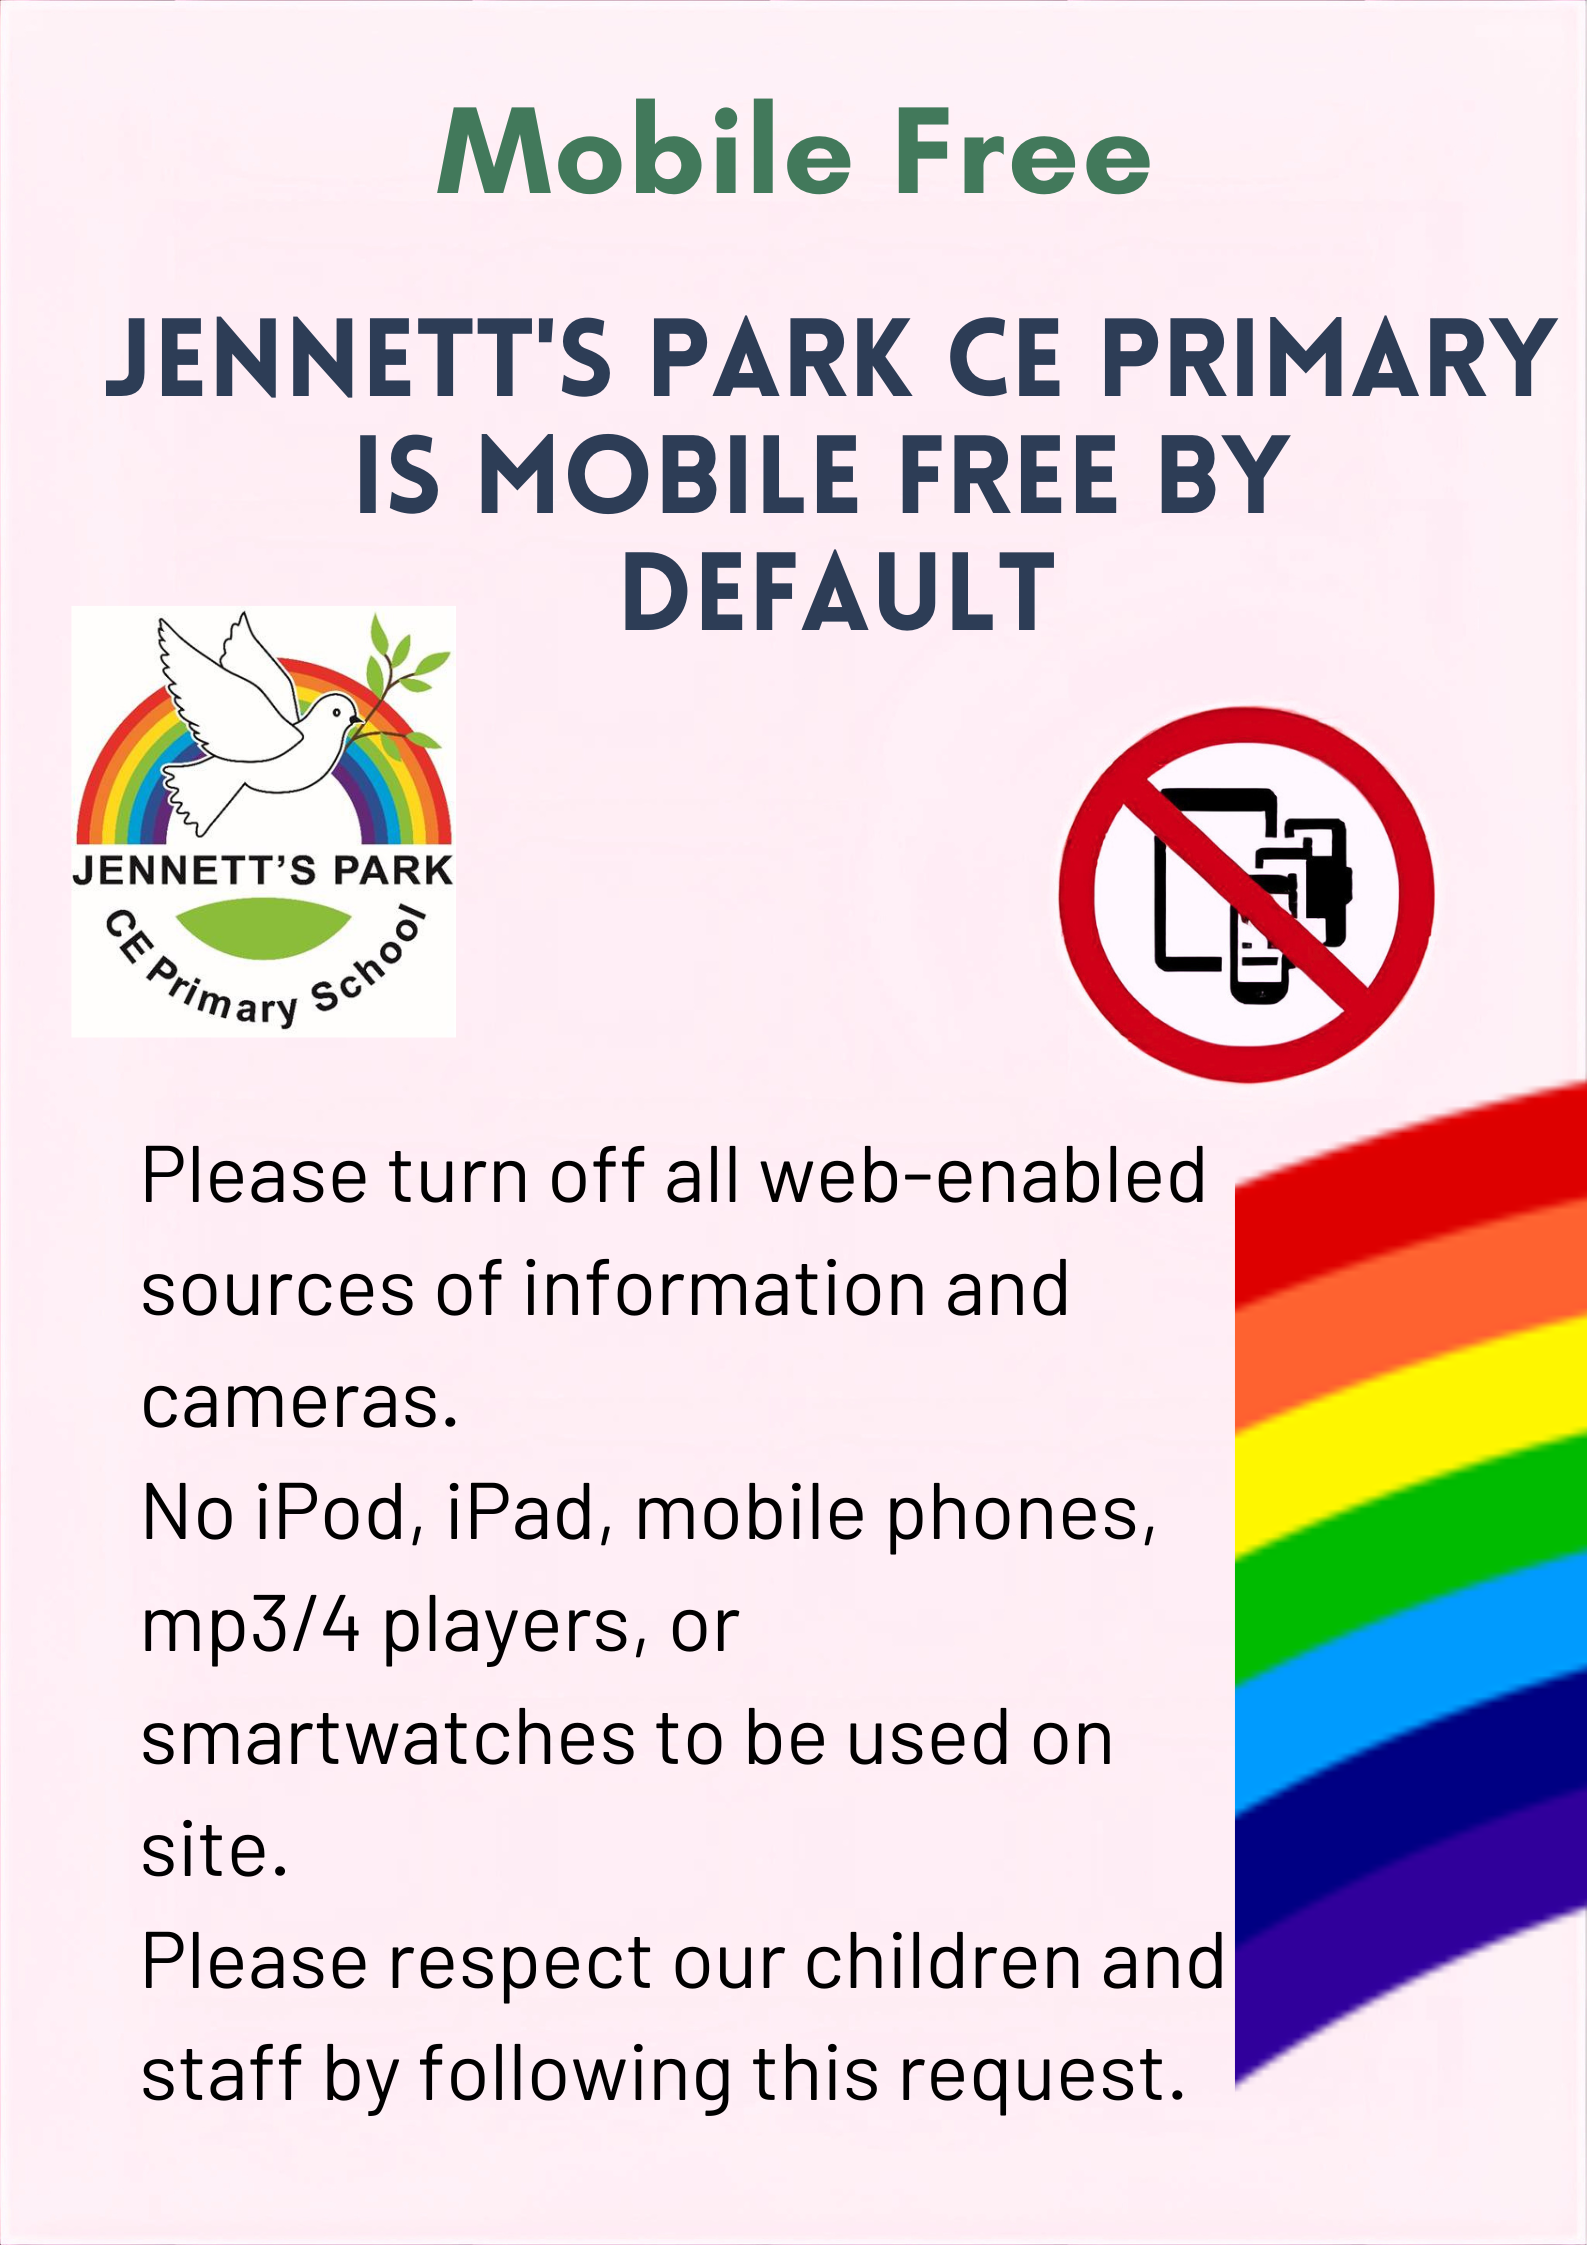 Mobile Free
JENNETT'S PARK CE PRIMARY
IS MOBILE FREE BY
DEFAULT
JENNETT'S PARK
CE Primary School
Please turn off all web-enabled
sources of information and
cameras.
No iPod, iPad, mobile phones,
mp3/4 players, or
smartwatches to be used on
site.
Please respect our children and
staff by following this request.